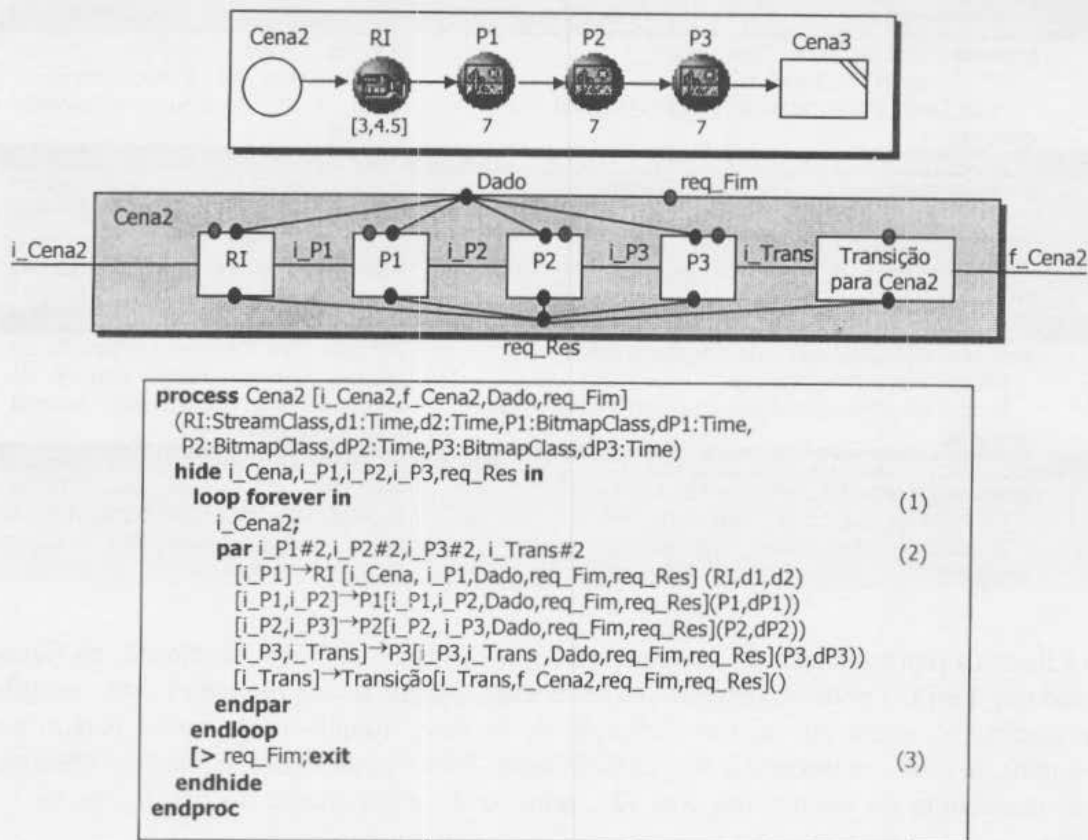 Cena2 RI P1 P2 P3 Cena3
[3,4.5] 7 7 7
Dado req_Fim
Cena2
i_Cena2 RI i_P1 P1 i_P2 P2 i_P3 P3 i_Trans Transição para Cena2 f_Cena2
req_Res
process Cena2 [i_Cena2,f_Cena2,Dado,req_Fim]
(RI:StreamClass,d1:Time,d2:Time,P1:BitmapClass,dP1:Time,
P2:BitmapClass,dP2:Time,P3:BitmapClass,dP3:Time)
hide i_Cena,i_P1,i_P2,i_P3,req_Res in
loop forever in (1)
i_Cena2;
par i_P1#2,i_P2#2,i_P3#2, i_Trans#2 (2)
[i_P1]→RI [i_Cena, i_P1,Dado,req_Fim,req_Res] (RI,d1,d2)
[i_P1,i_P2]→P1[i_P1,i_P2,Dado,req_Fim,req_Res](P1,dP1))
[i_P2,i_P3]→P2[i_P2, i_P3,Dado,req_Fim,req_Res](P2,dP2))
[i_P3,i_Trans]→P3[i_P3,i_Trans ,Dado,req_Fim,req_Res](P3,dP3))
[i_Trans]→Transição[i_Trans,f_Cena2,req_Fim,req_Res]()
endpar
endloop
[> req_Fim;exit (3)
endhide
endproc